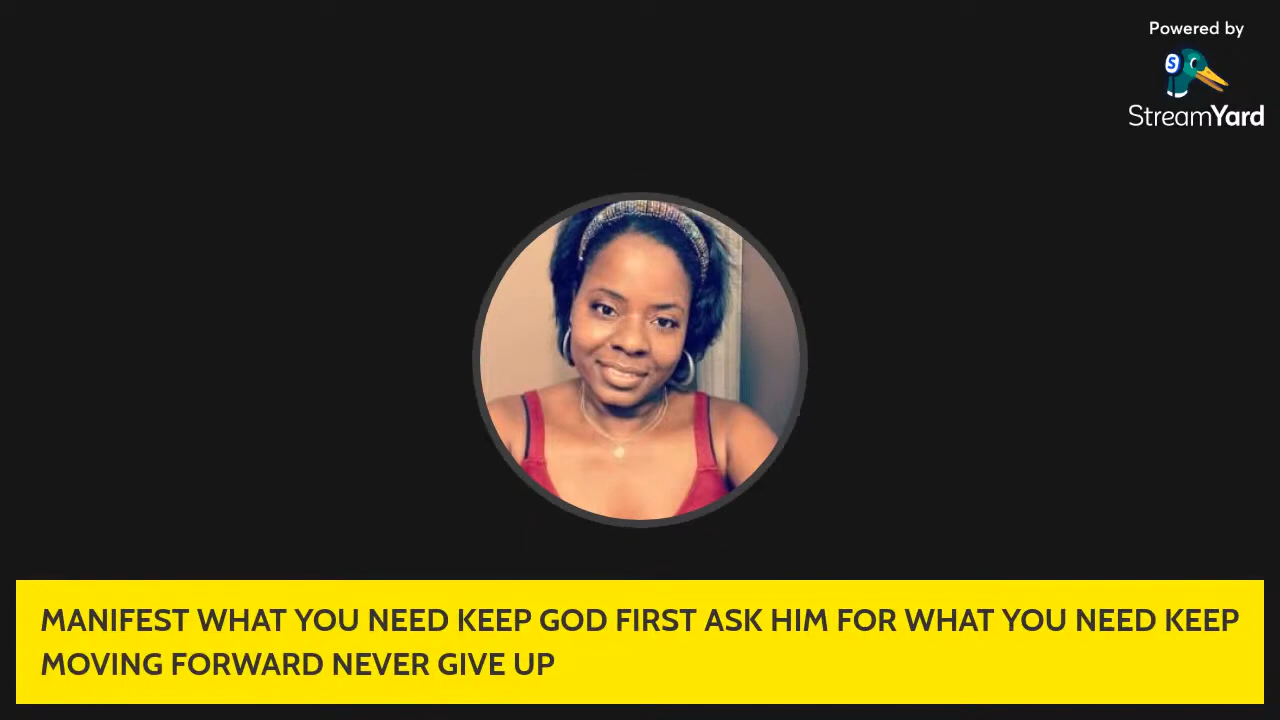 Powered by
S
StreamYard
MANIFEST WHAT YOU NEED KEEP GOD FIRST ASK HIM FOR WHAT YOU NEED KEEP
MOVING FORWARD NEVER GIVE UP